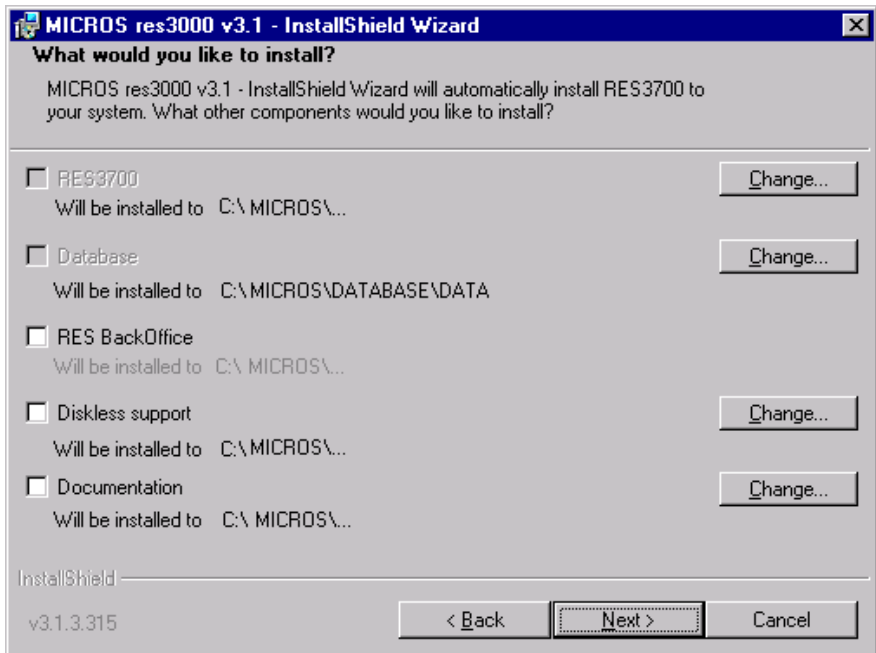 MICROS res3000 v3.1 - InstallShield Wizard
What would you like to install?
MICROS res3000 v3.1 - InstallShield Wizard will automatically install RES3700 to
your system. What other components would you like to install?
RES3700
Change...
Will be installed to C:\ MICROS\...
Database
Change...
Will be installed to C:\MICROS\DATABASE\DATA
RES BackOffice
Will be installed to C:\ MICROS\...
Diskless support
Change...
Will be installed to C:\MICROS\...
Documentation
Change...
Will be installed to C:\ MICROS\...
InstallShield
v3.1.3.315
< Back
Next >
Cancel